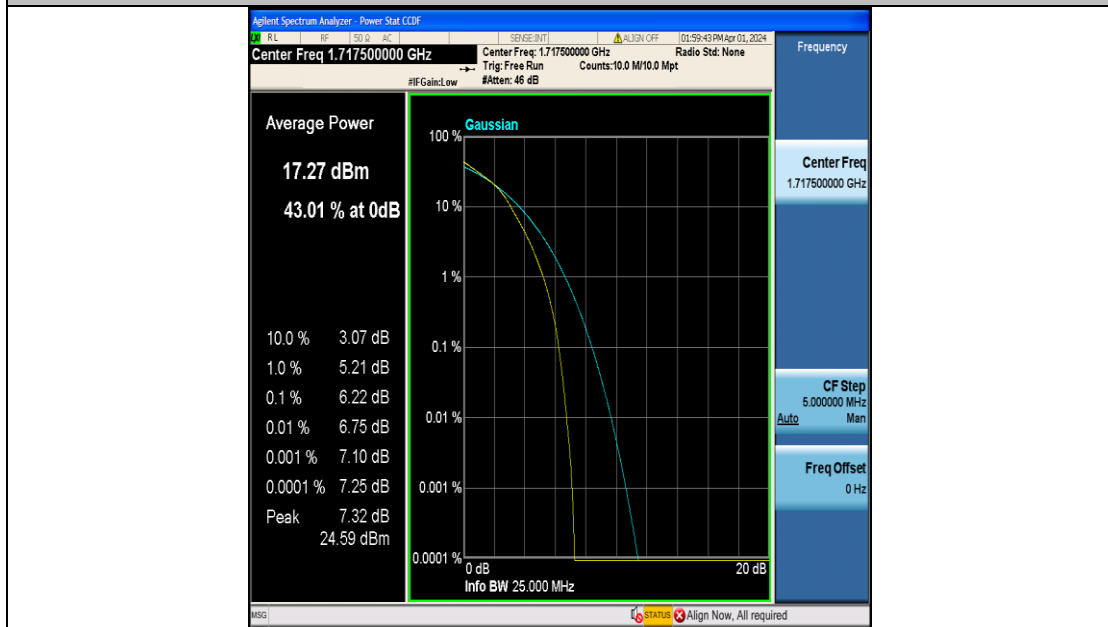 Agilent Spectrum Analyzer - Power Stat CCDF
RL RF 50 Ω AC SENSE:INT ALIGN OFF 01:59:43 PM Apr 01, 2024
Center Freq 1.717500000 GHz
Center Freq: 1.717500000 GHz Radio Std: None
Trig: Free Run Counts:10.0 M/10.0 Mpt
#IFGain:Low #Atten: 46 dB
Frequency
Average Power
17.27 dBm
43.01 % at 0dB
10.0 % 3.07 dB
1.0 % 5.21 dB
0.1 % 6.22 dB
0.01 % 6.75 dB
0.001 % 7.10 dB
0.0001 % 7.25 dB
Peak 7.32 dB
24.59 dBm
Gaussian
100 %
10 %
1 %
0.1 %
0.01 %
0.001 %
0.0001 %
0 dB 20 dB
Info BW 25.000 MHz
Center Freq
1.717500000 GHz
CF Step
5.000000 MHz
Auto Man
Freq Offset
0 Hz
MSG STATUS Align Now, All required